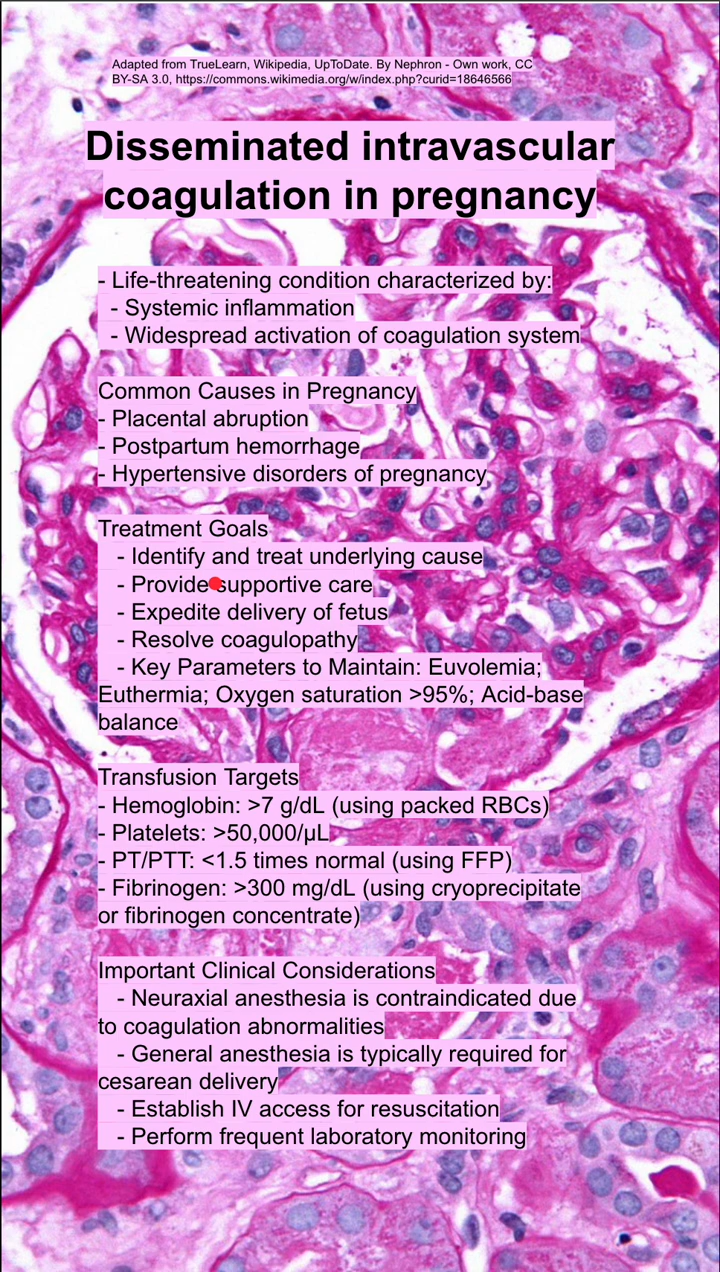 Adapted from TrueLearn, Wikipedia, UpToDate. By Nephron - Own work, CC
BY-SA 3.0, https://commons.wikimedia.org/w/index.php?curid=18646566
Disseminated intravascular
coagulation in pregnancy
- Life-threatening condition characterized by:
- Systemic inflammation
- Widespread activation of coagulation system
Common Causes in Pregnancy
- Placental abruption
- Postpartum hemorrhage
- Hypertensive disorders of pregnancy
Treatment Goals
- Identify and treat underlying cause
- Provide supportive care
- Expedite delivery of fetus
- Resolve coagulopathy
- Key Parameters to Maintain: Euvolemia;
Euthermia; Oxygen saturation >95%; Acid-base
balance
Transfusion Targets
- Hemoglobin: >7 g/dL (using packed RBCs)
- Platelets: >50,000/μL
- PT/PTT: <1.5 times normal (using FFP)
- Fibrinogen: >300 mg/dL (using cryoprecipitate
or fibrinogen concentrate)
Important Clinical Considerations
- Neuraxial anesthesia is contraindicated due
to coagulation abnormalities
- General anesthesia is typically required for
cesarean delivery
- Establish IV access for resuscitation
- Perform frequent laboratory monitoring